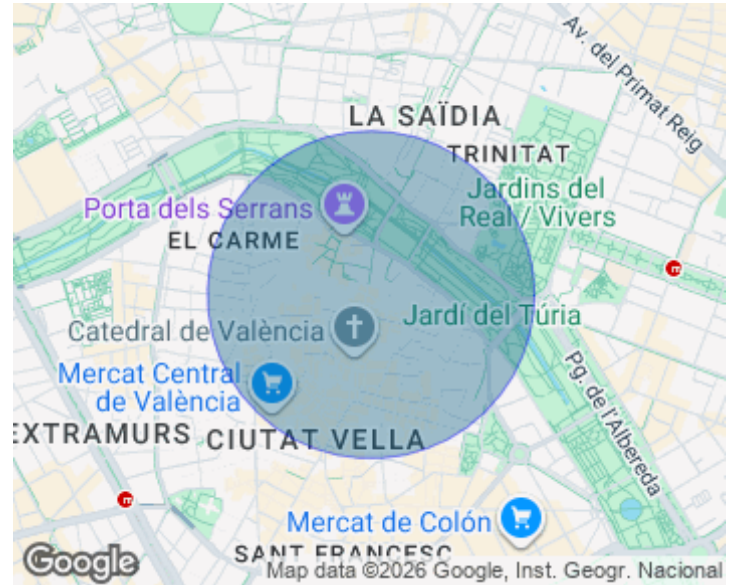 Av. del Primat Reig
LA SAÏDIA
TRINITAT
Jardins del
Real / Vivers
Porta dels Serrans
EL CARME
Catedral de València
Jardí del Túria
Mercat Central
de València
Pg. de l'Albereda
EXTRAMURS
CIUTAT VELLA
Mercat de Colón
SANT FRANCESC
Google
Map data ©2026 Google, Inst. Geogr. Nacional